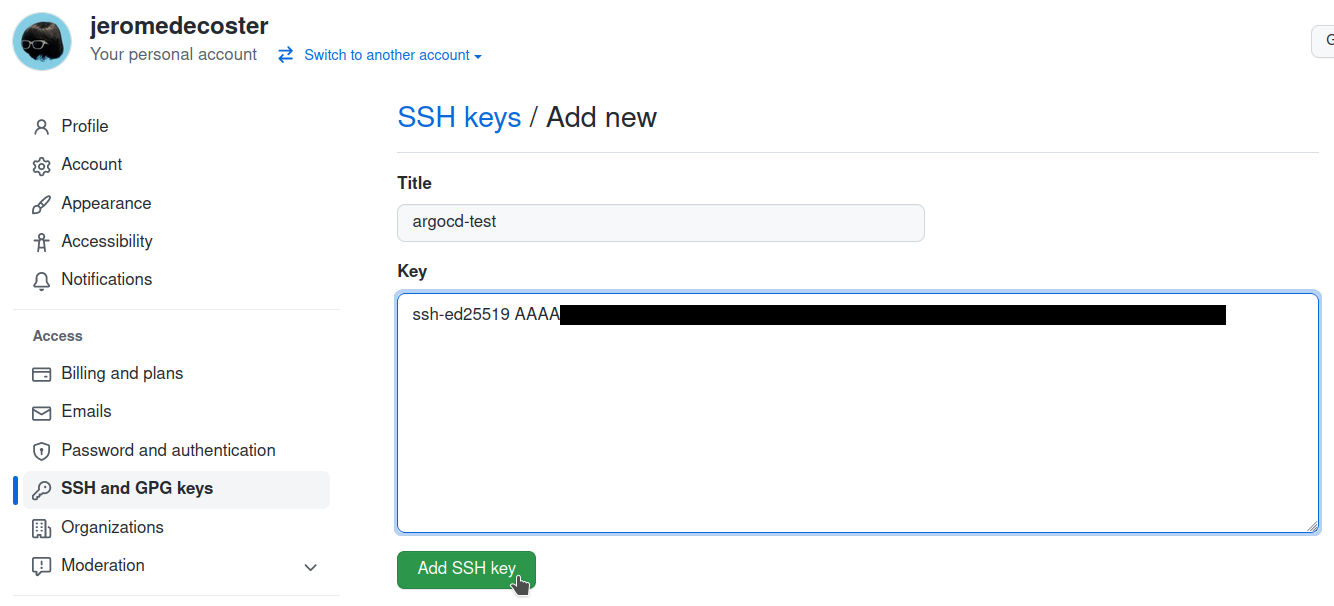 jeromedecoster
Your personal account Switch to another account
Profile
Account
Appearance
Accessibility
Notifications
Access
Billing and plans
Emails
Password and authentication
SSH and GPG keys
Organizations
Moderation
SSH keys / Add new
Title
argocd-test
Key
ssh-ed25519 AAAA
Add SSH key